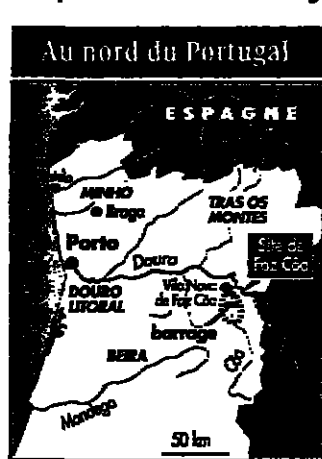 Au nord du Portugal
ESPAGNE
MINHO
Braga
TRAS OS
MONTES
Porto
Douro
Site de
Foz Côa
DOURO
LITORAL
Vila Nova
de Foz Côa
barrage
BEIRA
Côa
Mondego
50 km